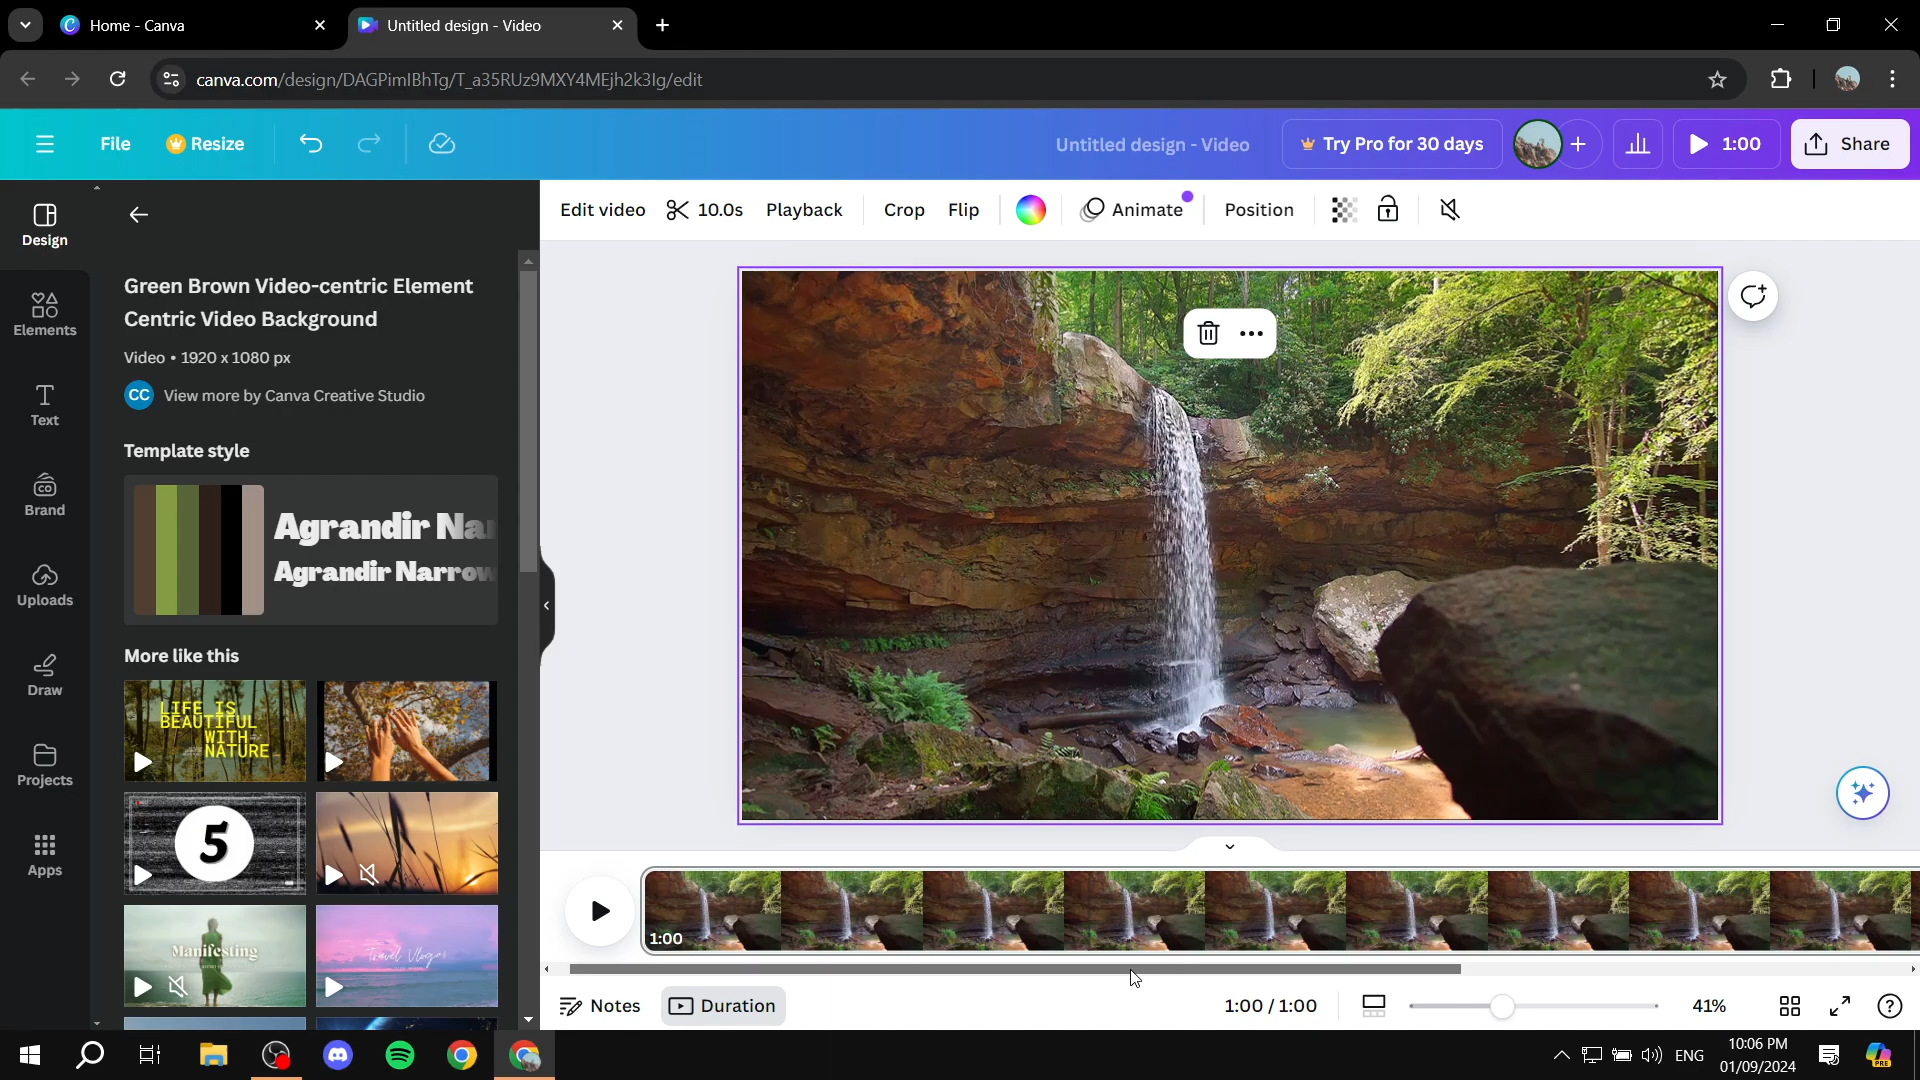 Home - Canva
Untitled design - Video
canva.com/design/DAGPimIBhTg/T_a35RUz9MXY4MEjh2k3lg/edit
File
Resize
Untitled design - Video
Try Pro for 30 days
1:00
Share
Design
Elements
Text
Brand
Uploads
Draw
Projects
Apps
Green Brown Video-centric Element
Centric Video Background
Video • 1920 x 1080 px
CC View more by Canva Creative Studio
Template style
Agrandir Na
Agrandir Narrow
More like this
LIFE IS
BEAUTIFUL
WITH
NATURE
5
Manifesting
Travel Vlogs
Edit video
10.0s
Playback
Crop
Flip
Animate
Position
1:00
Notes
Duration
1:00 / 1:00
41%
ENG
10:06 PM
01/09/2024
PRE